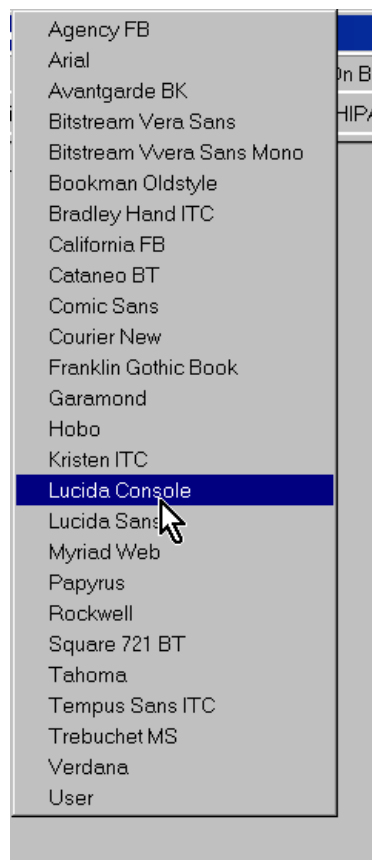 Agency FB
Arial
Avantgarde BK
Bitstream Vera Sans
Bitstream Vvera Sans Mono
Bookman Oldstyle
Bradley Hand ITC
California FB
Cataneo BT
Comic Sans
Courier New
Franklin Gothic Book
Garamond
Hobo
Kristen ITC
Lucida Console
Lucida Sans
Myriad Web
Papyrus
Rockwell
Square 721 BT
Tahoma
Tempus Sans ITC
Trebuchet MS
Verdana
User